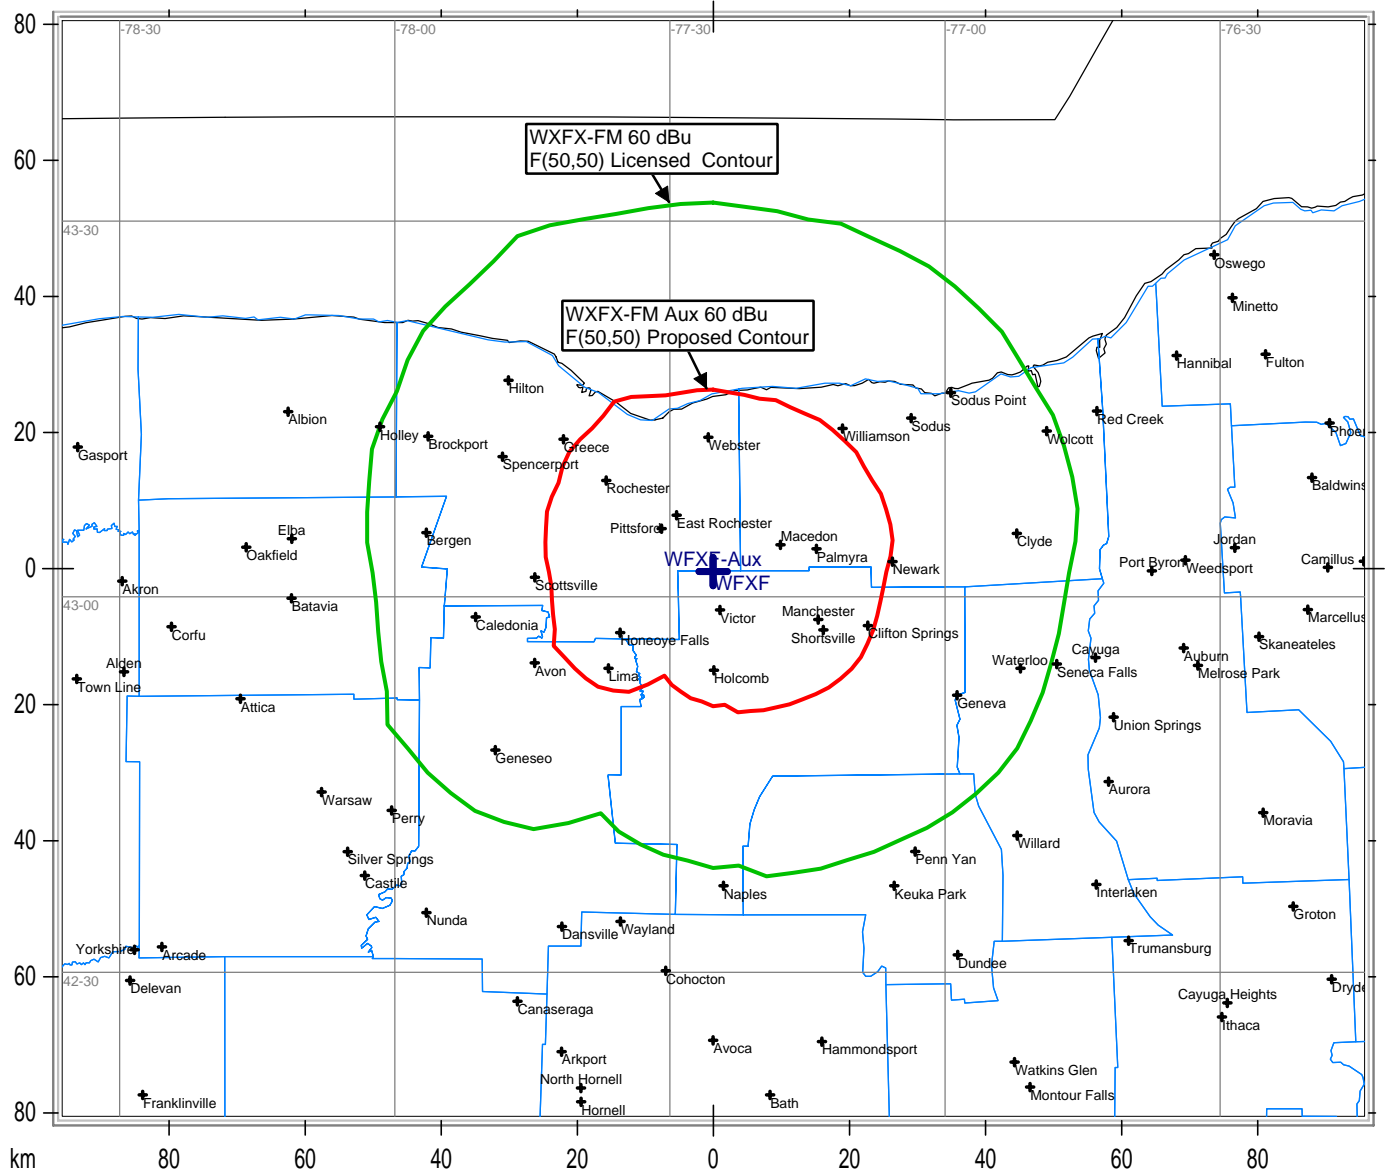 80
60
40
20
0
20
40
60
80
km
80
60
40
20
0
20
40
60
80
-78-30
-78-00
-77-30
-77-00
-76-30
43-30
43-00
42-30
WXFX-FM 60 dBu
F(50,50) Licensed Contour
WXFX-FM Aux 60 dBu
F(50,50) Proposed Contour
Oswego
Minetto
Hannibal
Fulton
Hilton
Sodus Point
Albion
Holley
Brockport
Greece
Webster
Williamson
Sodus
Wolcott
Red Creek
Phoe
Gasport
Spencerport
Rochester
Baldwins
Pittsford
East Rochester
Elba
Oakfield
Bergen
Macedon
Palmyra
Clyde
Jordan
Port Byron
Weedsport
Camillus
WFXF-Aux
WFXF
Newark
Akron
Scottsville
Batavia
Corfu
Caledonia
Honeoye Falls
Victor
Manchester
Shortsville
Clifton Springs
Marcellus
Skaneateles
Alden
Town Line
Avon
Lima
Holcomb
Waterloo
Cayuga
Seneca Falls
Auburn
Melrose Park
Attica
Geneva
Union Springs
Geneseo
Warsaw
Perry
Aurora
Moravia
Silver Springs
Castile
Penn Yan
Willard
Naples
Keuka Park
Interlaken
Nunda
Dansville
Wayland
Groton
Yorkshire
Arcade
Trumansburg
Delevan
Cohocton
Dundee
Dryde
Canaseraga
Cayuga Heights
Ithaca
Arkport
Avoca
Hammondsport
North Hornell
Hornell
Watkins Glen
Montour Falls
Franklinville
Bath